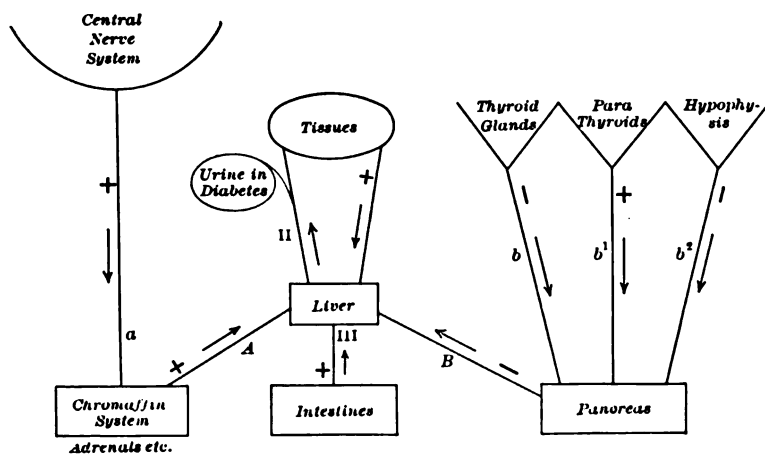 Central
Nerve
System
Thyroid
Glands
Para
Thyroids
Hypophy-
sis
Tissues
Urine in
Diabetes
+
+
−
+
−
II
b
b¹
b²
Liver
a
+
A
III
+
B
−
Chromaffin
System
Intestines
Pancreas
Adrenals etc.